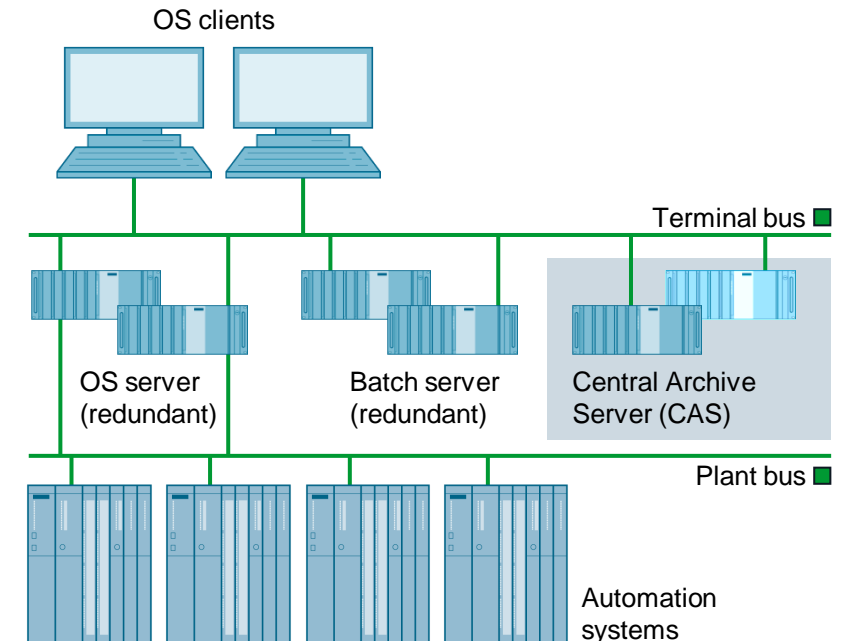 OS clients
Terminal bus
OS server
(redundant)
Batch server
(redundant)
Central Archive
Server (CAS)
Plant bus
Automation
systems